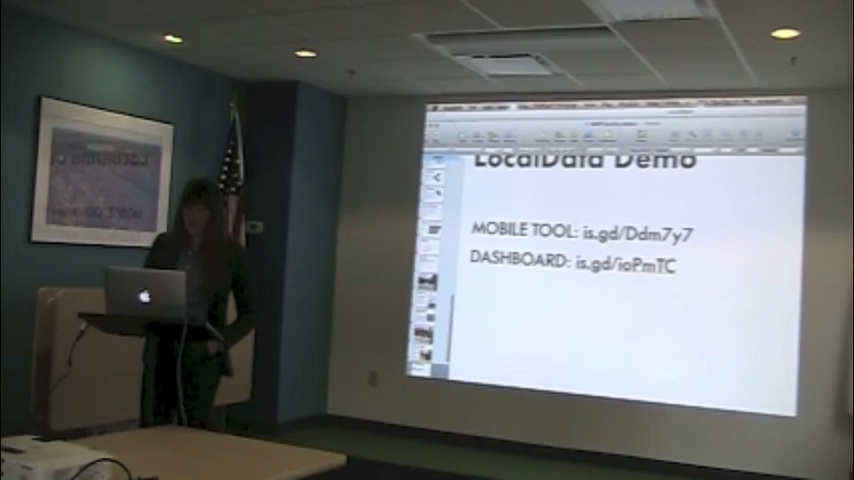 LocalData Demo
MOBILE TOOL: is.gd/Ddm7y7
DASHBOARD: is.gd/ioPmTC